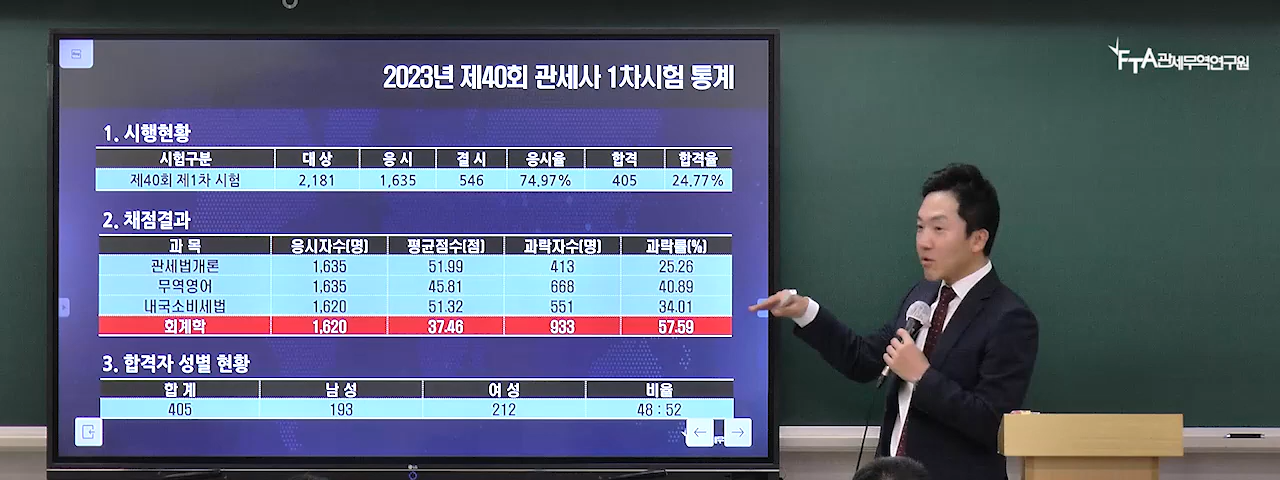 2023년 제40회 관세사 1차시험 통계
FTA관세무역연구원
1. 시행현황
시험구분 대 상 응 시 결 시 응시율 합격 합격율
제40회 제1차 시험 2,181 1,635 546 74.97% 405 24.77%
2. 채점결과
과 목 응시자수(명) 평균점수(점) 과락자수(명) 과락률(%)
관세법개론 1,635 51.99 413 25.26
무역영어 1,635 45.81 668 40.89
내국소비세법 1,620 51.32 551 34.01
회계학 1,620 37.46 933 57.59
3. 합격자 성별 현황
합 계 남 성 여 성 비율
405 193 212 48 : 52
LG